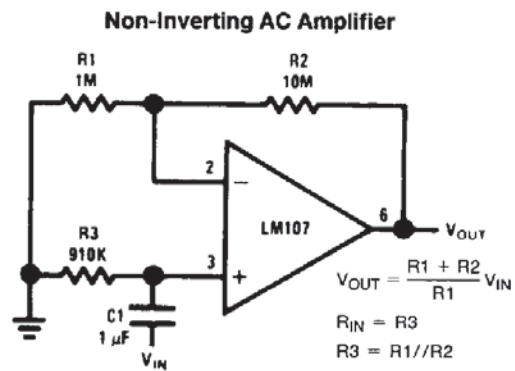 Non-Inverting AC Amplifier
R1
1M
R2
10M
2
−
LM107
6
VOUT
R3
910K
3
+
C1
1 μF
VIN
VOUT = R1 + R2 / R1 VIN
RIN = R3
R3 = R1//R2